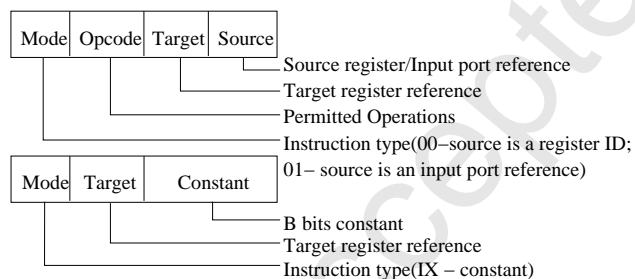 Mode Opcode Target Source
Source register/Input port reference
Target register reference
Permitted Operations
Instruction type(00−source is a register ID;
01− source is an input port reference)
Mode Target Constant
B bits constant
Target register reference
Instruction type(IX − constant)